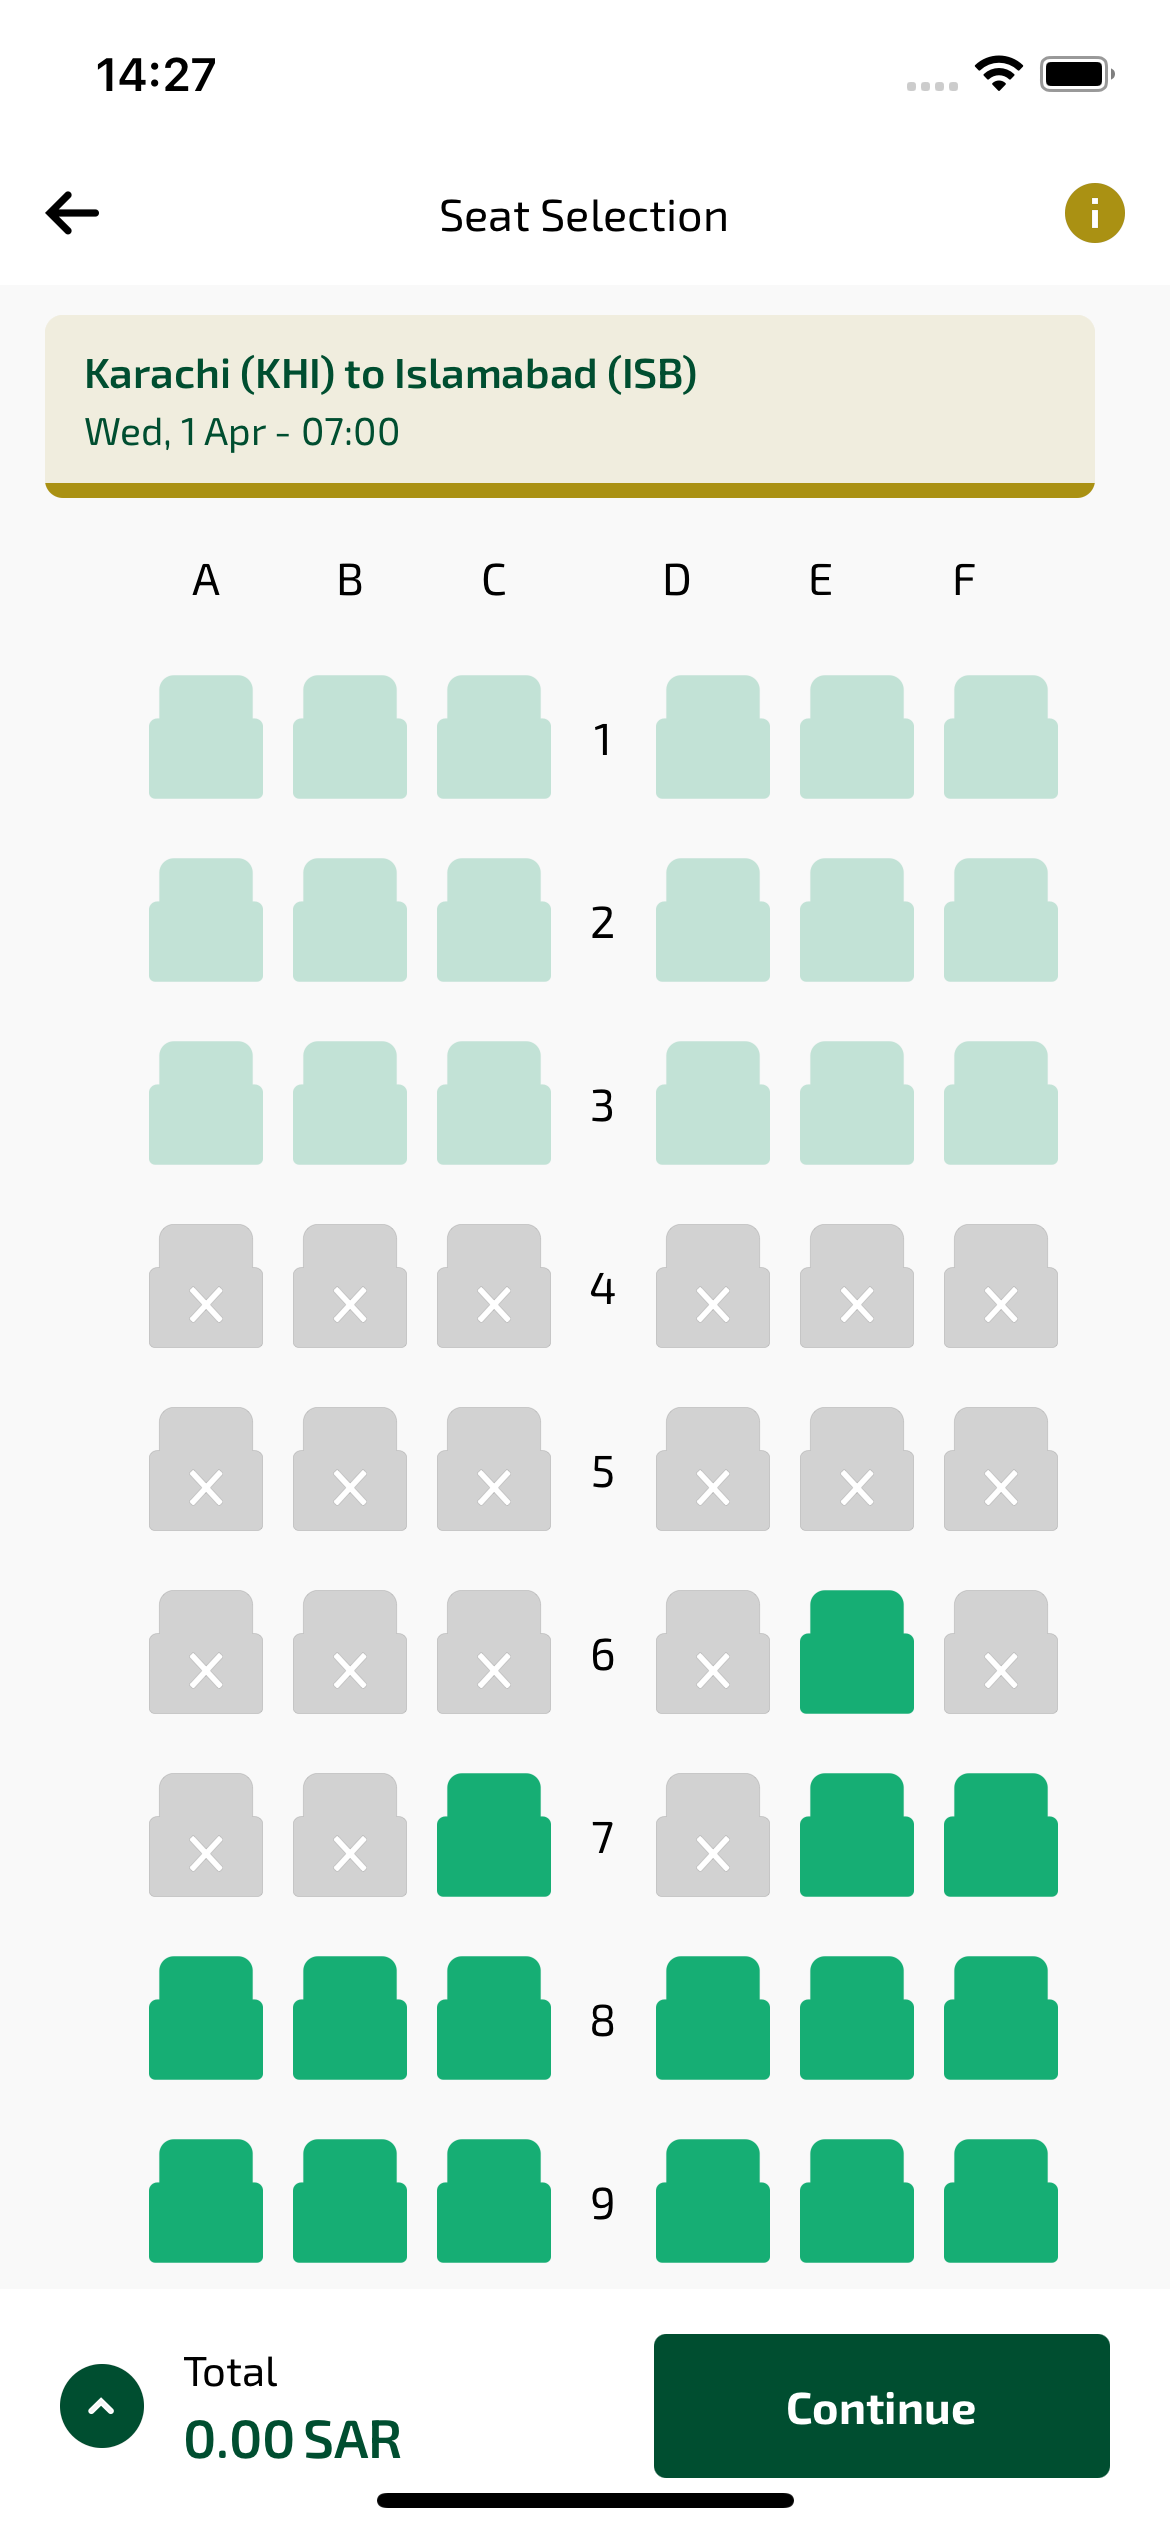 14:27
Seat Selection
Karachi (KHI) to Islamabad (ISB)
Wed, 1 Apr - 07:00
A B C D E F
1
2
3
4
5
6
7
8
9
Total
0.00 SAR
Continue